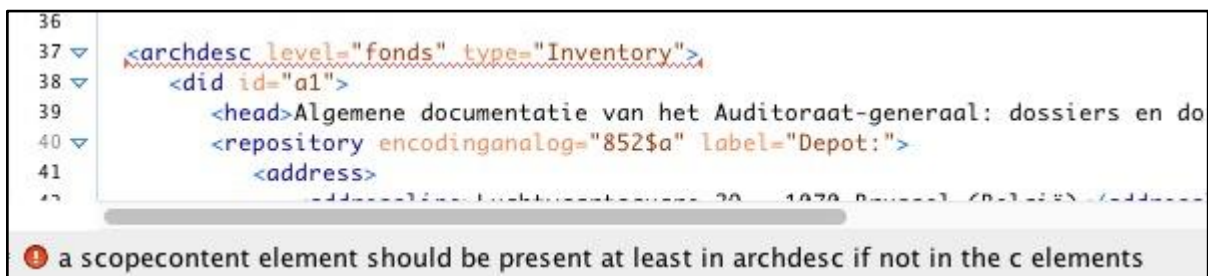 36
37 <archdesc level="fonds" type="Inventory">
38 <did id="a1">
39 <head>Algemene documentatie van het Auditoraat-generaal: dossiers en do
40 <repository encodinganalog="852$a" label="Depot:">
41 <address>
a scopecontent element should be present at least in archdesc if not in the c elements